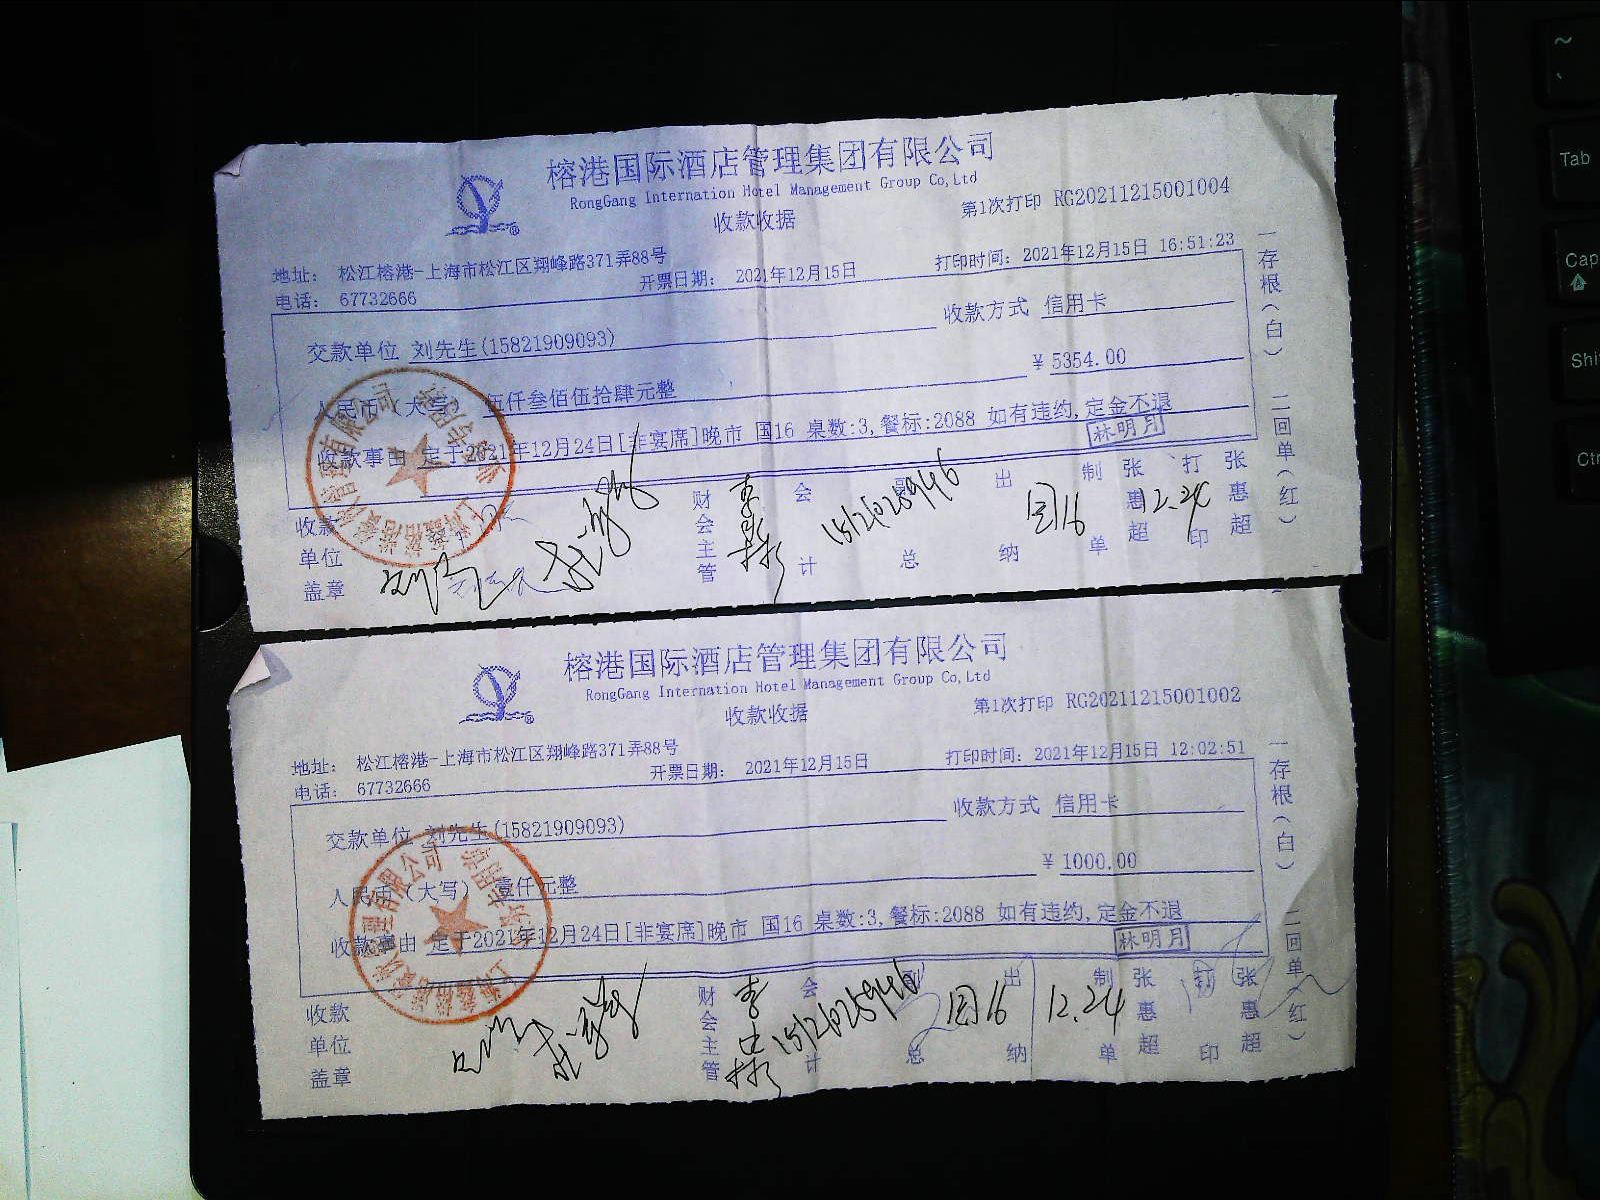 榕港国际酒店管理集团有限公司
RongGang Internation Hotel Management Group Co,Ltd
收款收据
第1次打印 RG20211215001004
地址： 松江榕港-上海市松江区翔峰路371弄88号
电话： 67732666
开票日期： 2021年12月15日
打印时间： 2021年12月15日 16:51:23
交款单位 刘先生(15821909093)
收款方式 信用卡
人民币（大写） 伍仟叁佰伍拾肆元整
¥ 5354.00
收款事由 定于2021年12月24日[非宴席]晚市 国16 桌数:3,餐标:2088 如有违约,定金不退
林明月
收款单位盖章
财会主管
会计
总
出纳
制单
张惠超
打印
张惠超
15121028946
国16
12.24
一存根（白） 二回单（红）
榕港国际酒店管理集团有限公司
RongGang Internation Hotel Management Group Co,Ltd
收款收据
第1次打印 RG20211215001002
地址： 松江榕港-上海市松江区翔峰路371弄88号
电话： 67732666
开票日期： 2021年12月15日
打印时间： 2021年12月15日 12:02:51
交款单位 刘先生(15821909093)
收款方式 信用卡
人民币（大写） 壹仟元整
¥ 1000.00
收款事由 定于2021年12月24日[非宴席]晚市 国16 桌数:3,餐标:2088 如有违约,定金不退
林明月
收款单位盖章
财会主管
会计
总
出纳
制单
张惠超
打印
张惠超
15121028946
国16
12.24
一存根（白） 二回单（红）
Tab
Cap
Shi
Ctr